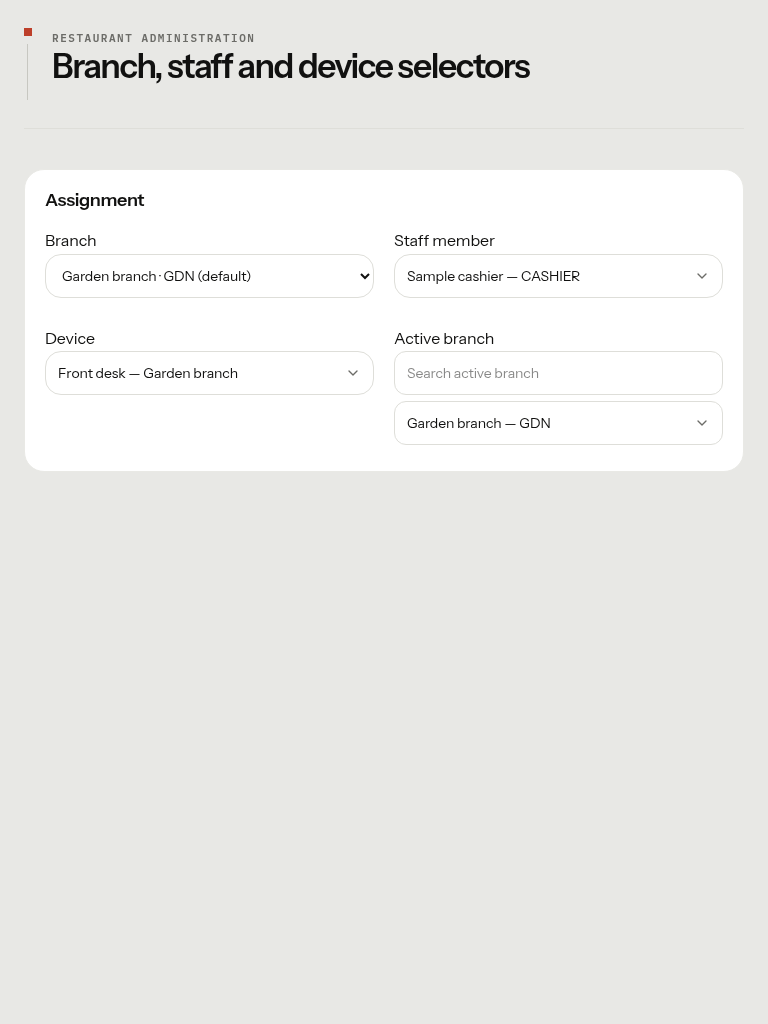 RESTAURANT ADMINISTRATION
Branch, staff and device selectors
Assignment
Branch
Garden branch · GDN (default)
Staff member
Sample cashier — CASHIER
Device
Front desk — Garden branch
Active branch
Search active branch
Garden branch — GDN